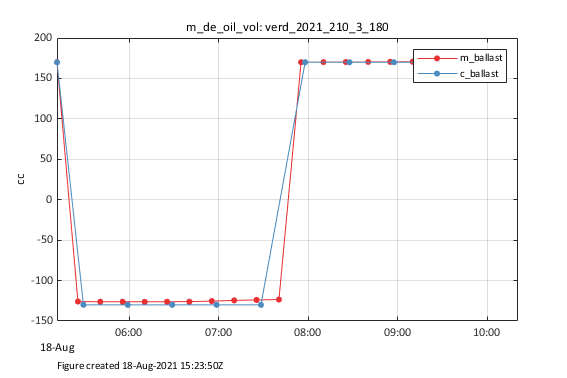 m_de_oil_vol: verd_2021_210_3_180
200
150
100
50
0
-50
-100
-150
cc
m_ballast
c_ballast
06:00 07:00 08:00 09:00 10:00
18-Aug
Figure created 18-Aug-2021 15:23:50Z